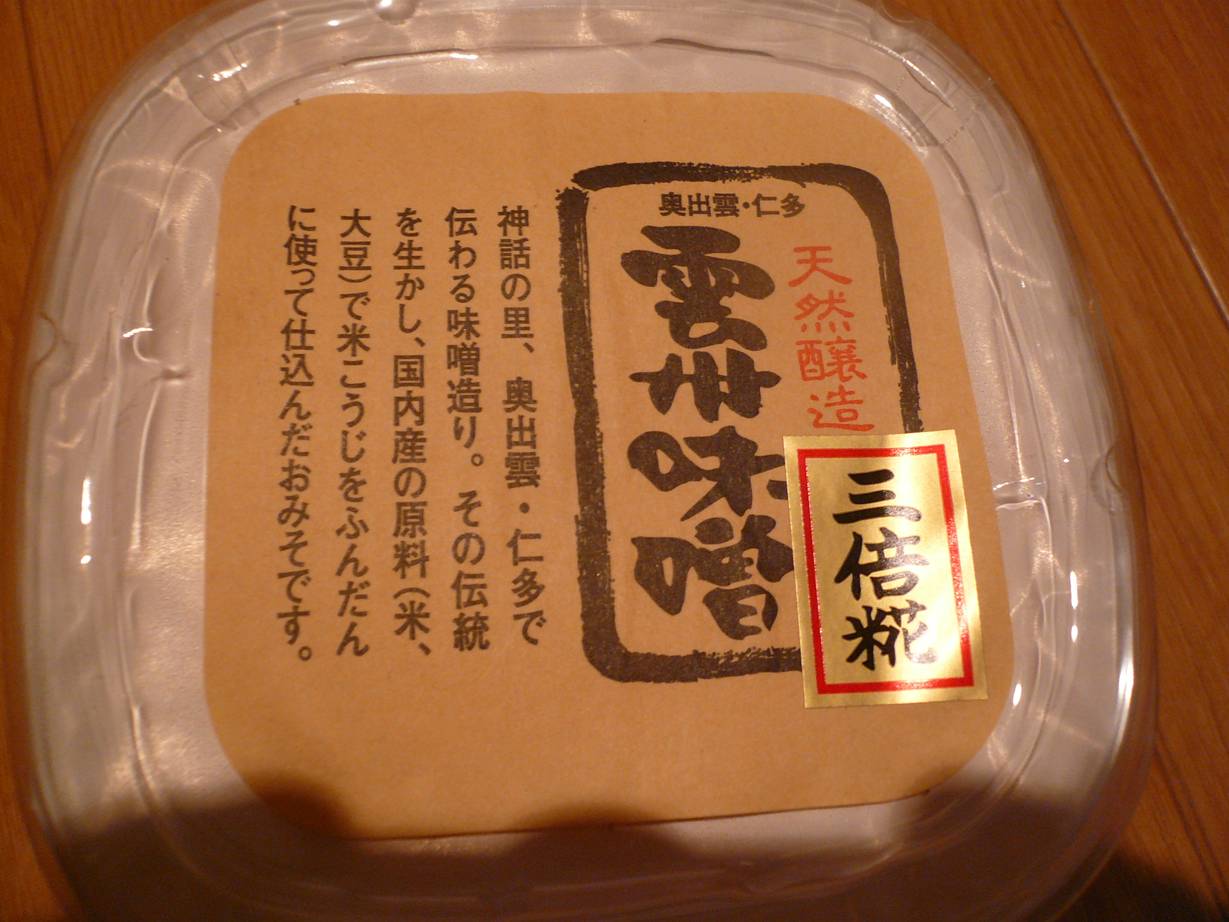 奥出雲・仁多
天然醸造
雲州味噌
三倍糀
神話の里、奥出雲・仁多で
伝わる味噌造り。その伝統
を生かし、国内産の原料(米、
大豆)で米こうじをふんだん
に使って仕込んだおみそです。